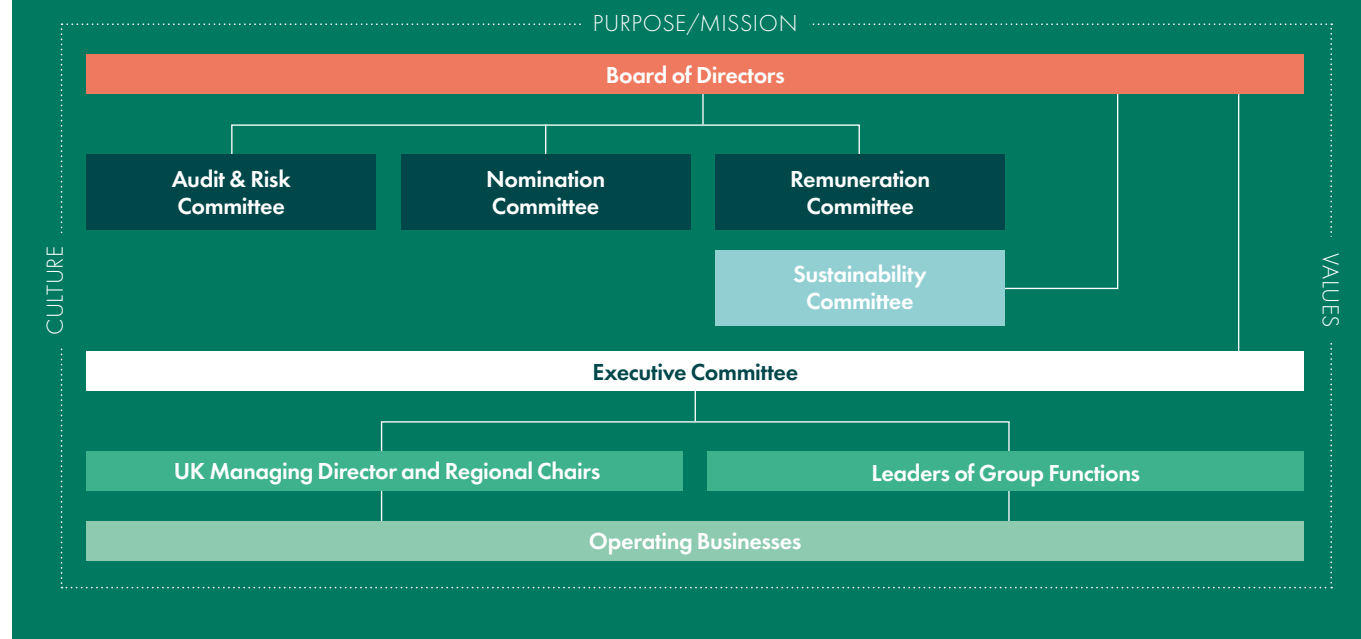 PURPOSE/MISSION
Board of Directors
Audit & Risk
Committee
Nomination
Committee
Remuneration
Committee
Sustainability
Committee
CULTURE
VALUES
Executive Committee
UK Managing Director and Regional Chairs
Leaders of Group Functions
Operating Businesses